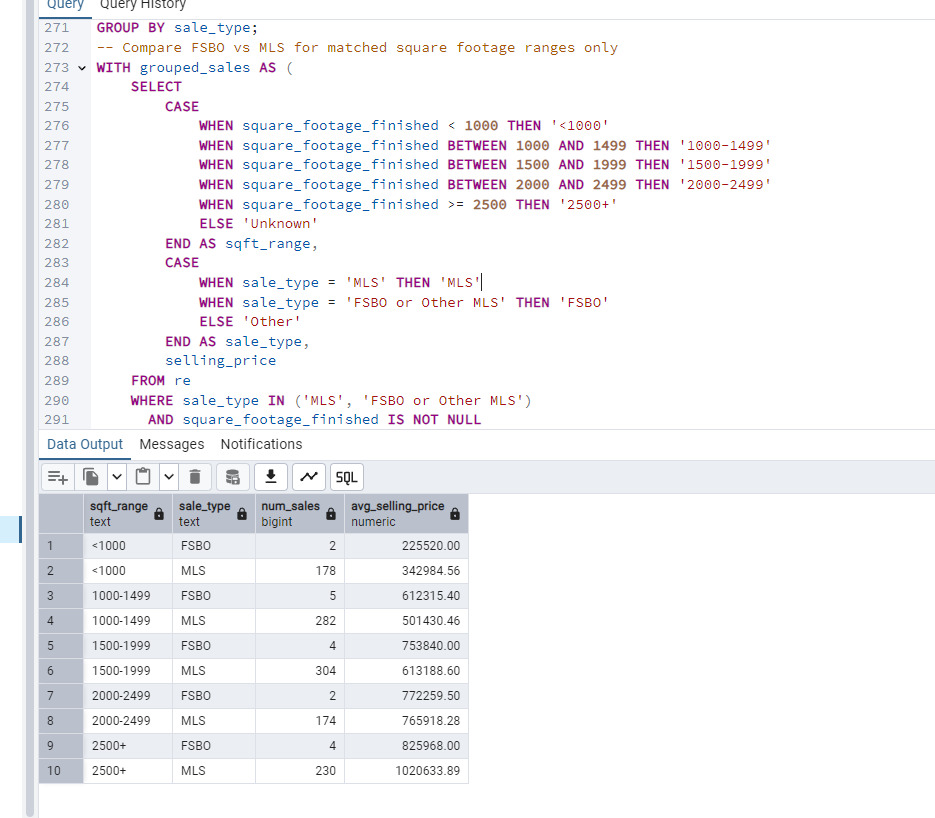 Query Query History
271 GROUP BY sale_type;
272 -- Compare FSBO vs MLS for matched square footage ranges only
273 WITH grouped_sales AS (
274 SELECT
275 CASE
276 WHEN square_footage_finished < 1000 THEN '<1000'
277 WHEN square_footage_finished BETWEEN 1000 AND 1499 THEN '1000-1499'
278 WHEN square_footage_finished BETWEEN 1500 AND 1999 THEN '1500-1999'
279 WHEN square_footage_finished BETWEEN 2000 AND 2499 THEN '2000-2499'
280 WHEN square_footage_finished >= 2500 THEN '2500+'
281 ELSE 'Unknown'
282 END AS sqft_range,
283 CASE
284 WHEN sale_type = 'MLS' THEN 'MLS'
285 WHEN sale_type = 'FSBO or Other MLS' THEN 'FSBO'
286 ELSE 'Other'
287 END AS sale_type,
288 selling_price
289 FROM re
290 WHERE sale_type IN ('MLS', 'FSBO or Other MLS')
291 AND square_footage_finished IS NOT NULL
Data Output Messages Notifications
SQL
sqft_range sale_type num_sales avg_selling_price
text text bigint numeric
1 <1000 FSBO 2 225520.00
2 <1000 MLS 178 342984.56
3 1000-1499 FSBO 5 612315.40
4 1000-1499 MLS 282 501430.46
5 1500-1999 FSBO 4 753840.00
6 1500-1999 MLS 304 613188.60
7 2000-2499 FSBO 2 772259.50
8 2000-2499 MLS 174 765918.28
9 2500+ FSBO 4 825968.00
10 2500+ MLS 230 1020633.89